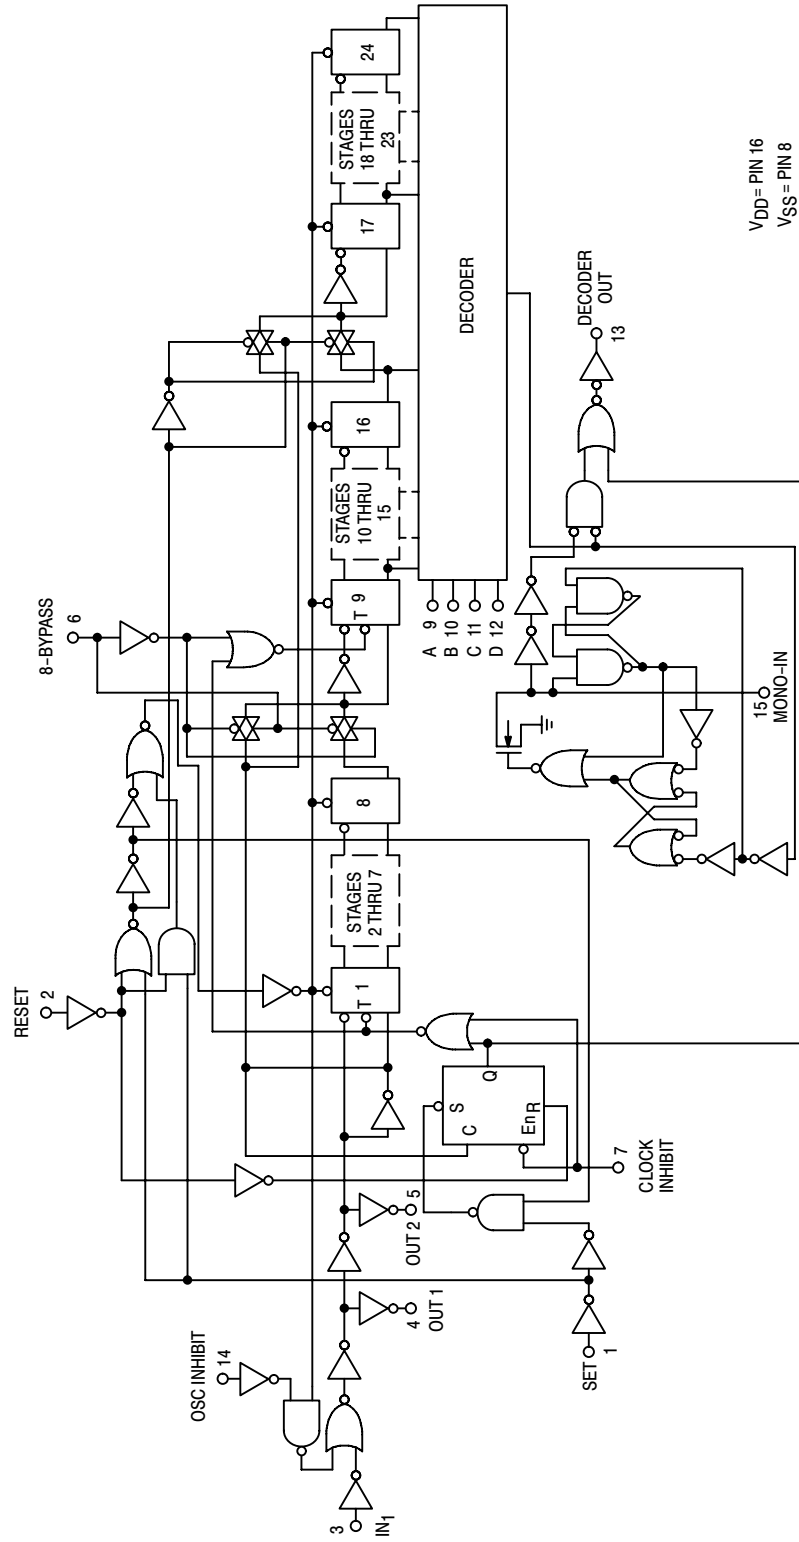 RESET
2
8-BYPASS
6
OSC INHIBIT
14
3
IN1
4
OUT 1
OUT 2
5
T 1
STAGES
2 THRU 7
8
T 9
STAGES
10 THRU
15
16
17
STAGES
18 THRU
23
24
DECODER
A 9
B 10
C 11
D 12
C
S
Q
En
R
SET
1
7
CLOCK
INHIBIT
15
MONO-IN
DECODER
OUT
13
VDD = PIN 16
VSS = PIN 8